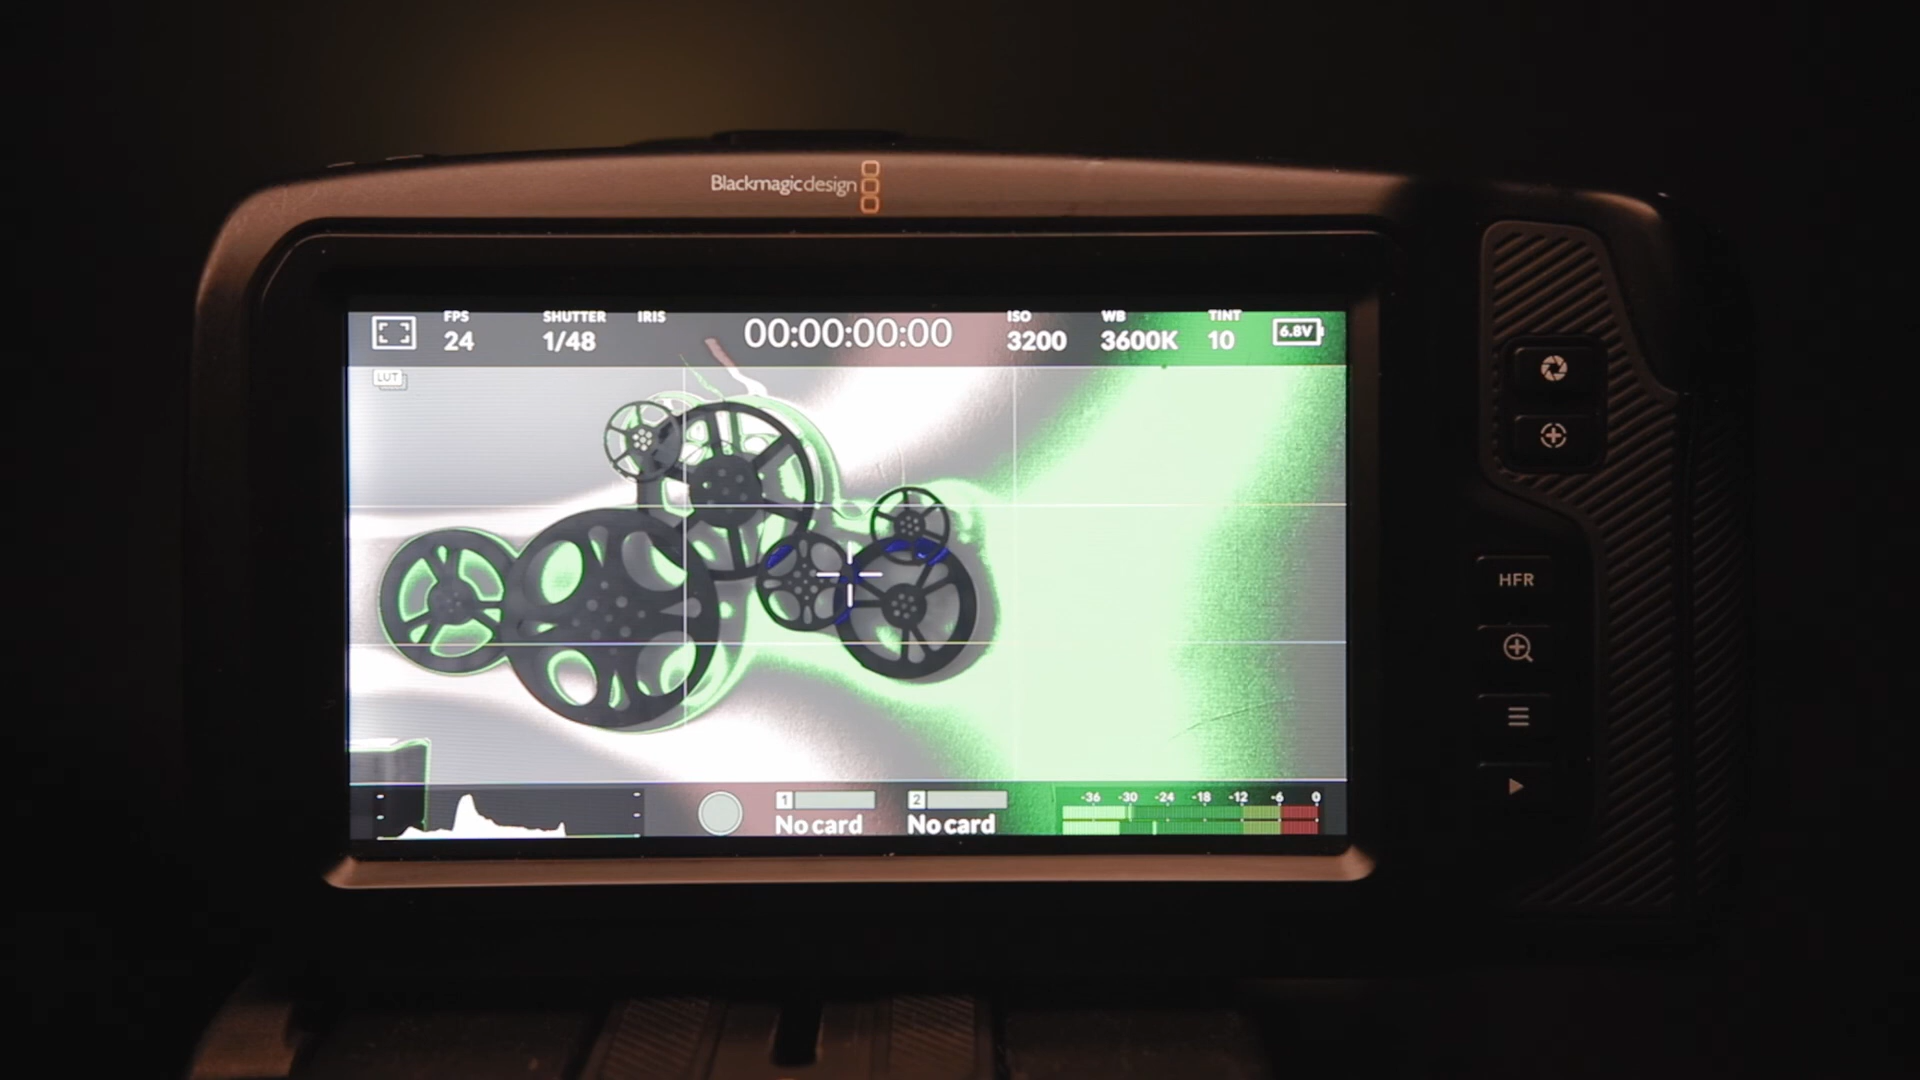 Blackmagicdesign
FPS
24
SHUTTER
1/48
IRIS
00:00:00:00
ISO
3200
WB
3600K
TINT
10
6.8V
LUT
HFR
1
No card
2
No card
-36 -30 -24 -18 -12 -6 0